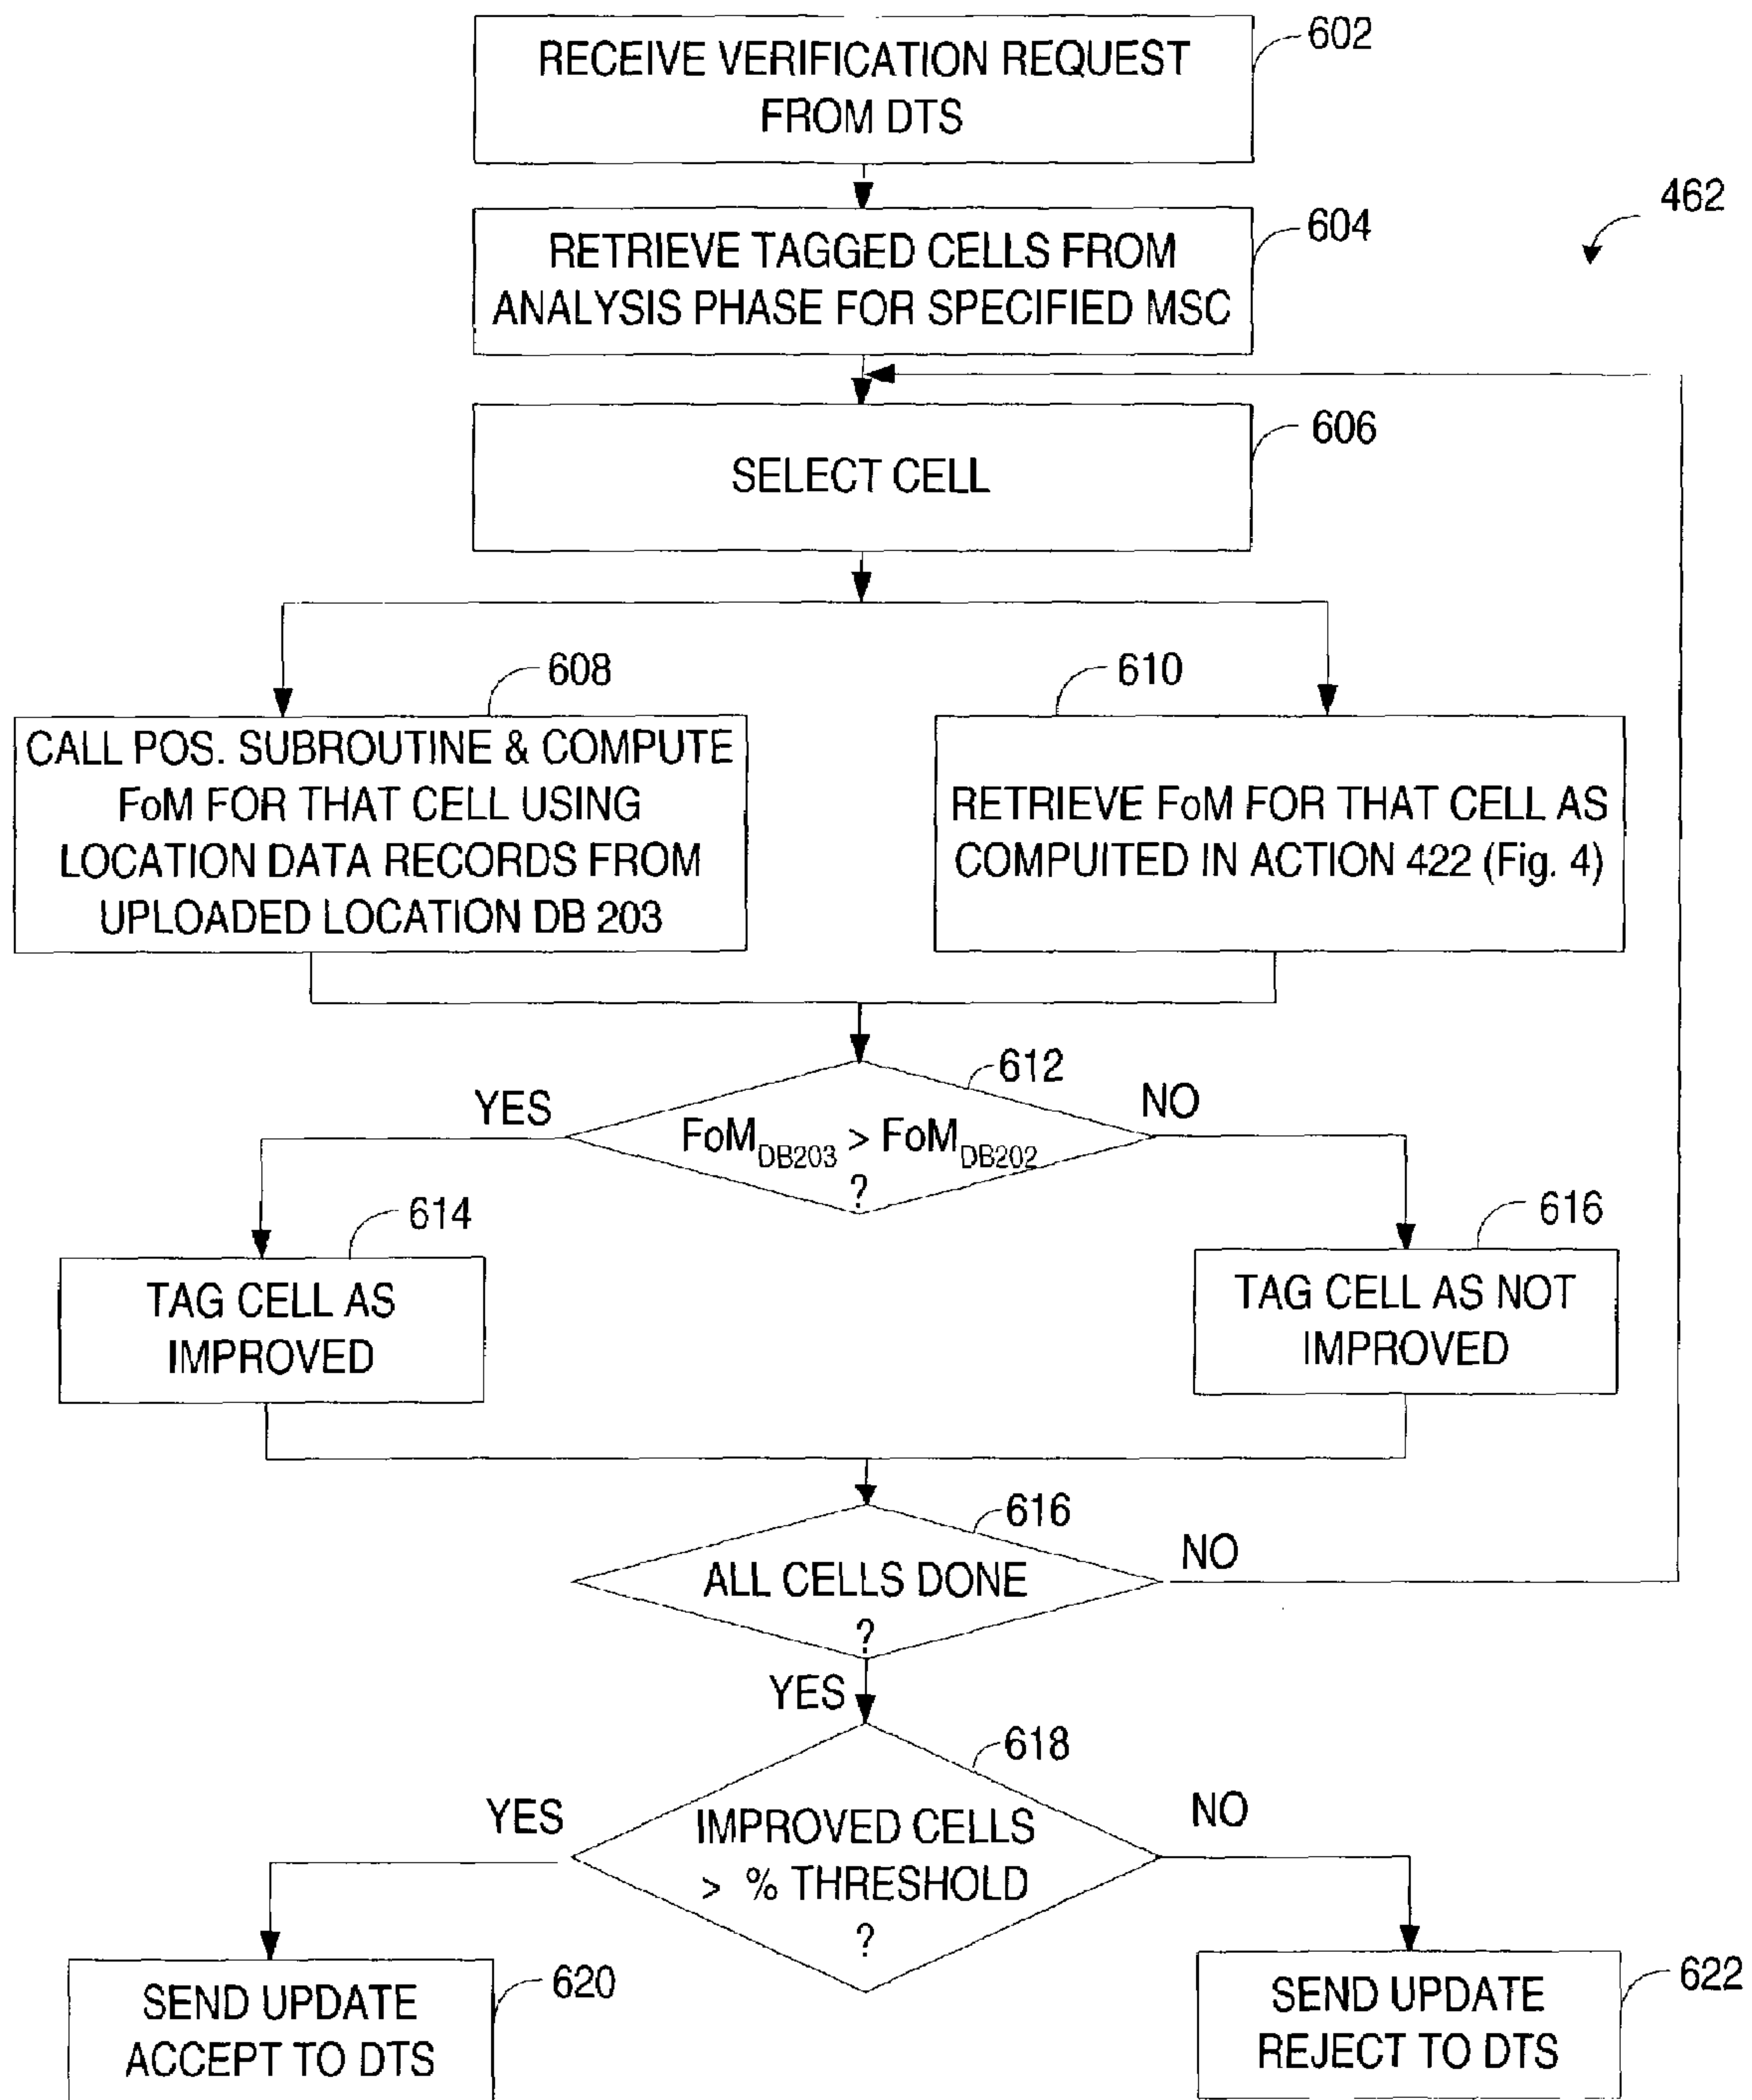 RECEIVE VERIFICATION REQUEST
FROM DTS
602
462
RETRIEVE TAGGED CELLS FROM
ANALYSIS PHASE FOR SPECIFIED MSC
604
SELECT CELL
606
608
CALL POS. SUBROUTINE & COMPUTE
FoM FOR THAT CELL USING
LOCATION DATA RECORDS FROM
UPLOADED LOCATION DB 203
610
RETRIEVE FoM FOR THAT CELL AS
COMPUITED IN ACTION 422 (Fig. 4)
612
YES
NO
FoM DB203 > FoM DB202
?
614
TAG CELL AS
IMPROVED
616
TAG CELL AS NOT
IMPROVED
616
ALL CELLS DONE
?
NO
YES
618
YES
NO
IMPROVED CELLS
> % THRESHOLD
?
SEND UPDATE
ACCEPT TO DTS
620
SEND UPDATE
REJECT TO DTS
622